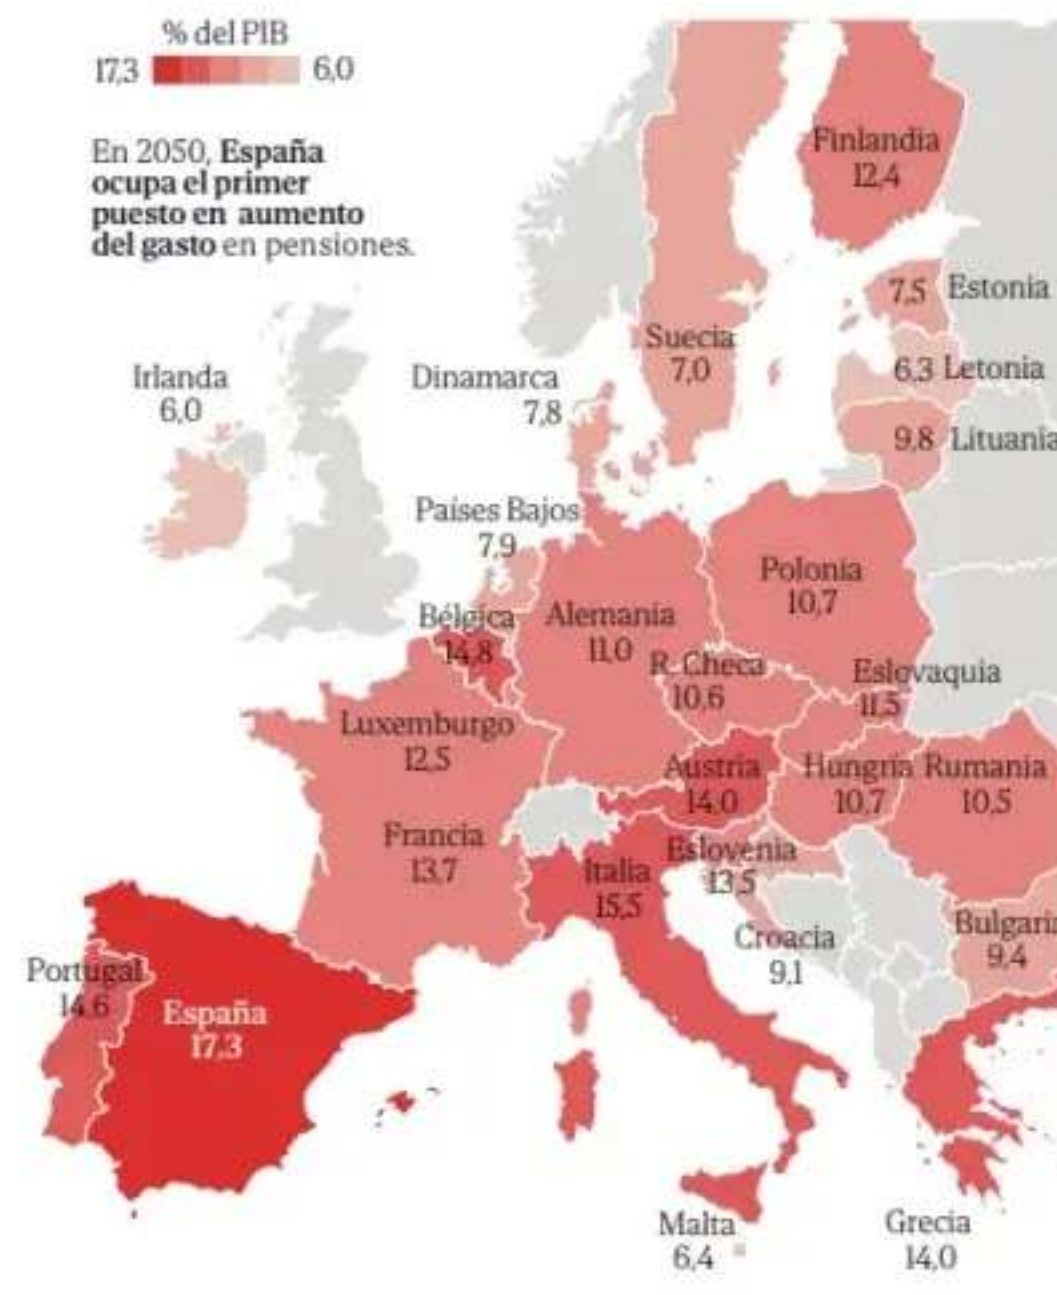 % del PIB
17,3 6,0
En 2050, España
ocupa el primer
puesto en aumento
del gasto en pensiones.
Finlandia
12,4
7,5 Estonia
Suecia
7,0
6,3 Letonia
Irlanda
6,0
Dinamarca
7,8
9,8 Lituania
Países Bajos
7,9
Polonia
10,7
Bélgica
14,8
Alemania
11,0
R. Checa
10,6
Eslovaquia
11,5
Luxemburgo
12,5
Austria
14,0
Hungría
10,7
Rumanía
10,5
Francia
13,7
Italia
15,5
Eslovenia
13,5
Croacia
9,1
Bulgaria
9,4
Portugal
14,6
España
17,3
Malta
6,4
Grecia
14,0